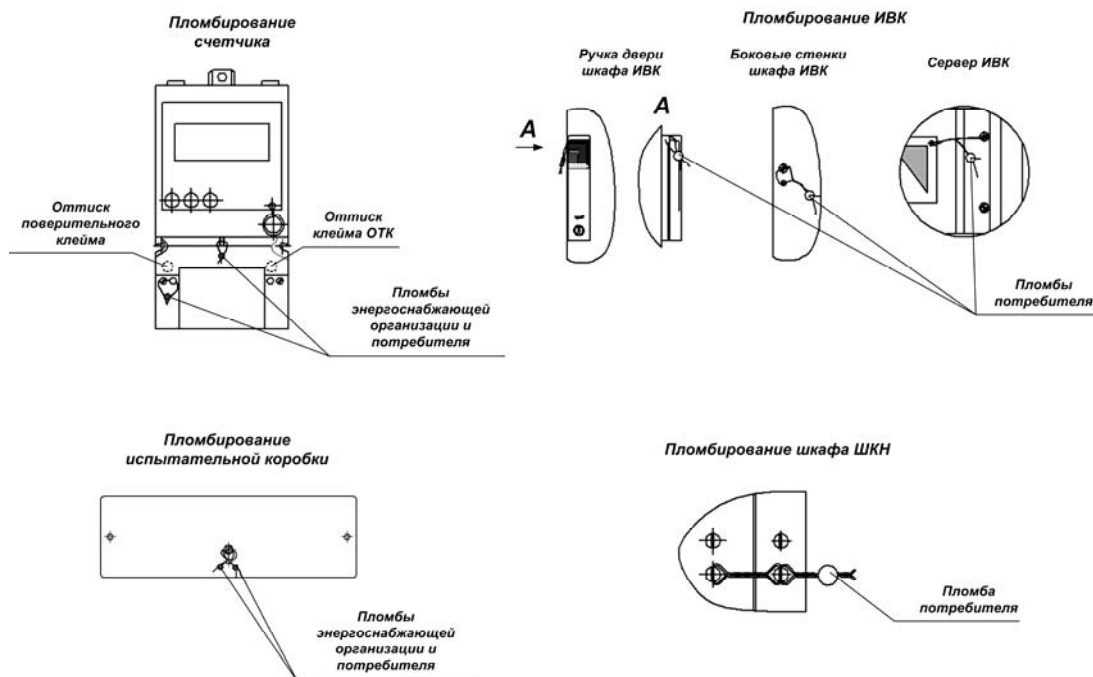 Пломбирование
счетчика
Оттиск
поверительного
клейма
Оттиск
клейма ОТК
Пломбы
энергоснабжающей
организации и
потребителя
Пломбирование ИВК
Ручка двери
шкафа ИВК
Боковые стенки
шкафа ИВК
Сервер ИВК
А
А
Пломбы
потребителя
Пломбирование
испытательной коробки
Пломбы
энергоснабжающей
организации и
потребителя
Пломбирование шкафа ШКН
Пломба
потребителя